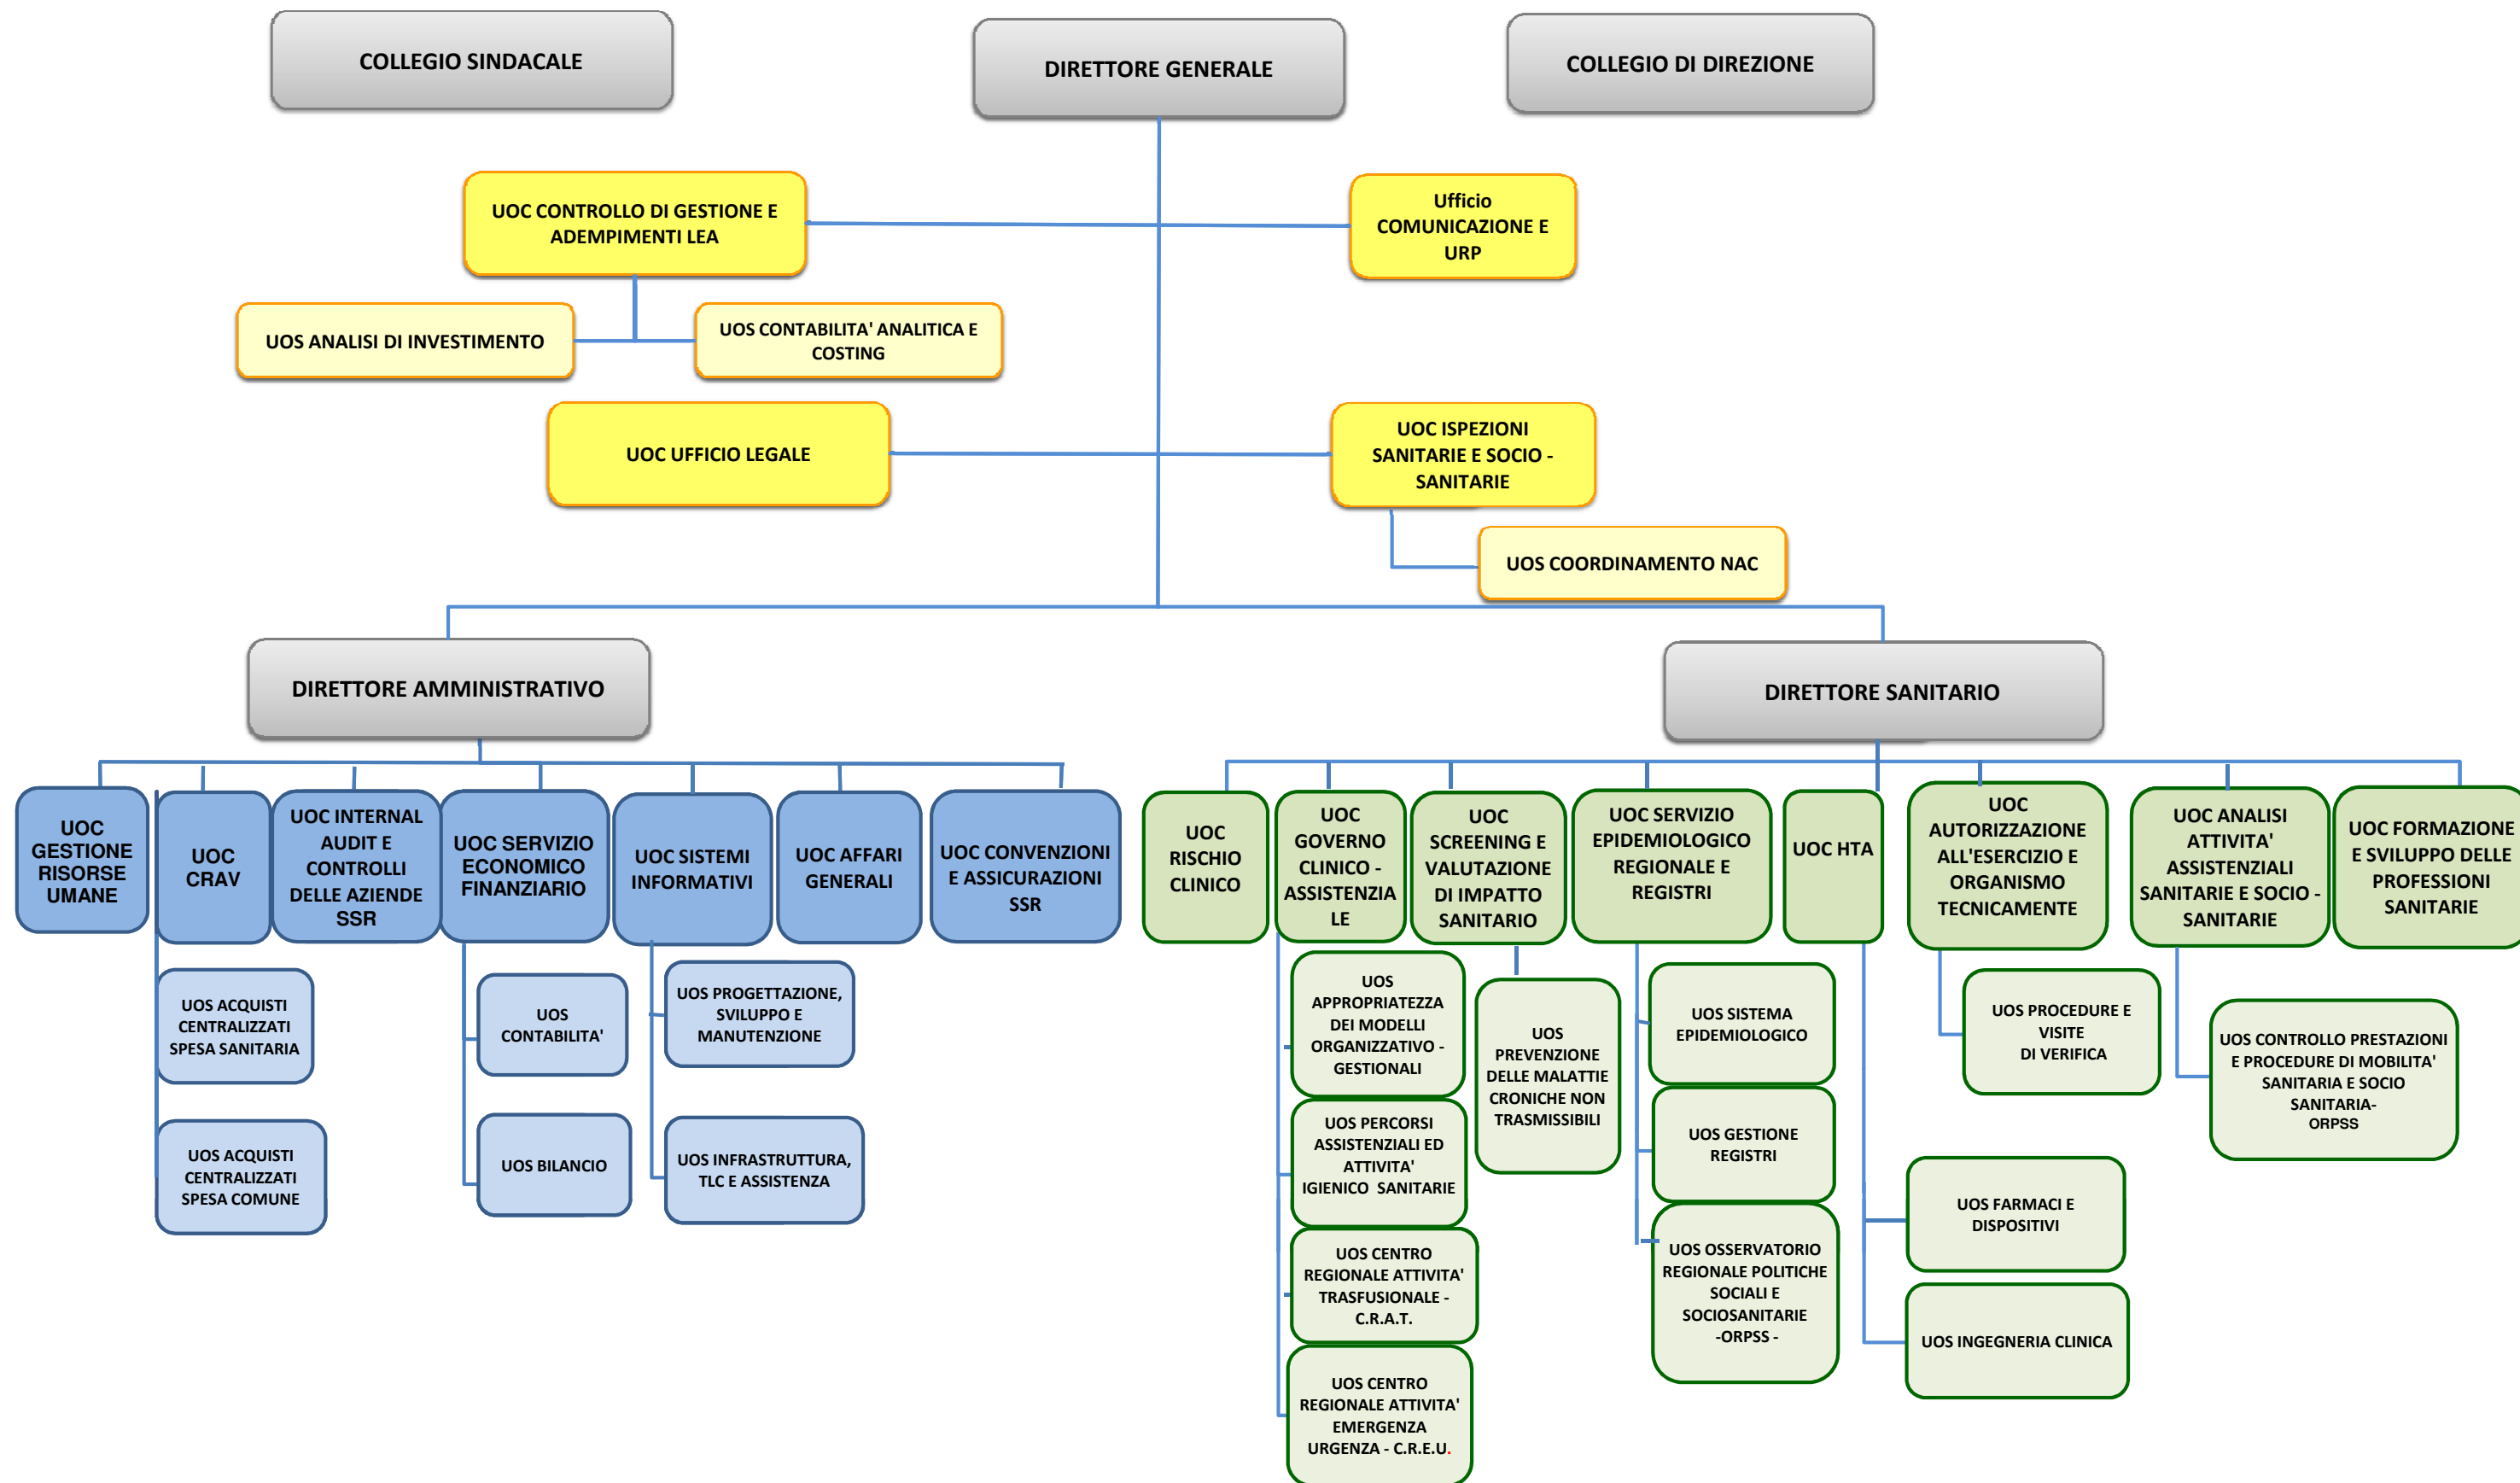 COLLEGIO SINDACALE
DIRETTORE GENERALE
COLLEGIO DI DIREZIONE
UOC CONTROLLO DI GESTIONE E
ADEMPIMENTI LEA
Ufficio
COMUNICAZIONE E
URP
UOS ANALISI DI INVESTIMENTO
UOS CONTABILITA' ANALITICA E
COSTING
UOC UFFICIO LEGALE
UOC ISPEZIONI
SANITARIE E SOCIO -
SANITARIE
UOS COORDINAMENTO NAC
DIRETTORE AMMINISTRATIVO
DIRETTORE SANITARIO
UOC
GESTIONE
RISORSE
UMANE
UOC
CRAV
UOC INTERNAL
AUDIT E
CONTROLLI
DELLE AZIENDE
SSR
UOC SERVIZIO
ECONOMICO
FINANZIARIO
UOC SISTEMI
INFORMATIVI
UOC AFFARI
GENERALI
UOC CONVENZIONI
E ASSICURAZIONI
SSR
UOC
RISCHIO
CLINICO
UOC
GOVERNO
CLINICO -
ASSISTENZIA
LE
UOC
SCREENING E
VALUTAZIONE
DI IMPATTO
SANITARIO
UOC SERVIZIO
EPIDEMIOLOGICO
REGIONALE E
REGISTRI
UOC HTA
UOC
AUTORIZZAZIONE
ALL'ESERCIZIO E
ORGANISMO
TECNICAMENTE
UOC ANALISI
ATTIVITA'
ASSISTENZIALI
SANITARIE E SOCIO -
SANITARIE
UOC FORMAZIONE
E SVILUPPO DELLE
PROFESSIONI
SANITARIE
UOS ACQUISTI
CENTRALIZZATI
SPESA SANITARIA
UOS ACQUISTI
CENTRALIZZATI
SPESA COMUNE
UOS
CONTABILITA'
UOS BILANCIO
UOS PROGETTAZIONE,
SVILUPPO E
MANUTENZIONE
UOS INFRASTRUTTURA,
TLC E ASSISTENZA
UOS
APPROPRIATEZZA
DEI MODELLI
ORGANIZZATIVO -
GESTIONALI
UOS PERCORSI
ASSISTENZIALI ED
ATTIVITA'
IGIENICO SANITARIE
UOS CENTRO
REGIONALE ATTIVITA'
TRASFUSIONALE -
C.R.A.T.
UOS CENTRO
REGIONALE ATTIVITA'
EMERGENZA
URGENZA - C.R.E.U.
UOS
PREVENZIONE
DELLE MALATTIE
CRONICHE NON
TRASMISSIBILI
UOS SISTEMA
EPIDEMIOLOGICO
UOS GESTIONE
REGISTRI
UOS OSSERVATORIO
REGIONALE POLITICHE
SOCIALI E
SOCIOSANITARIE
-ORPSS -
UOS FARMACI E
DISPOSITIVI
UOS INGEGNERIA CLINICA
UOS PROCEDURE E
VISITE
DI VERIFICA
UOS CONTROLLO PRESTAZIONI
E PROCEDURE DI MOBILITA'
SANITARIA E SOCIO
SANITARIA-
ORPSS